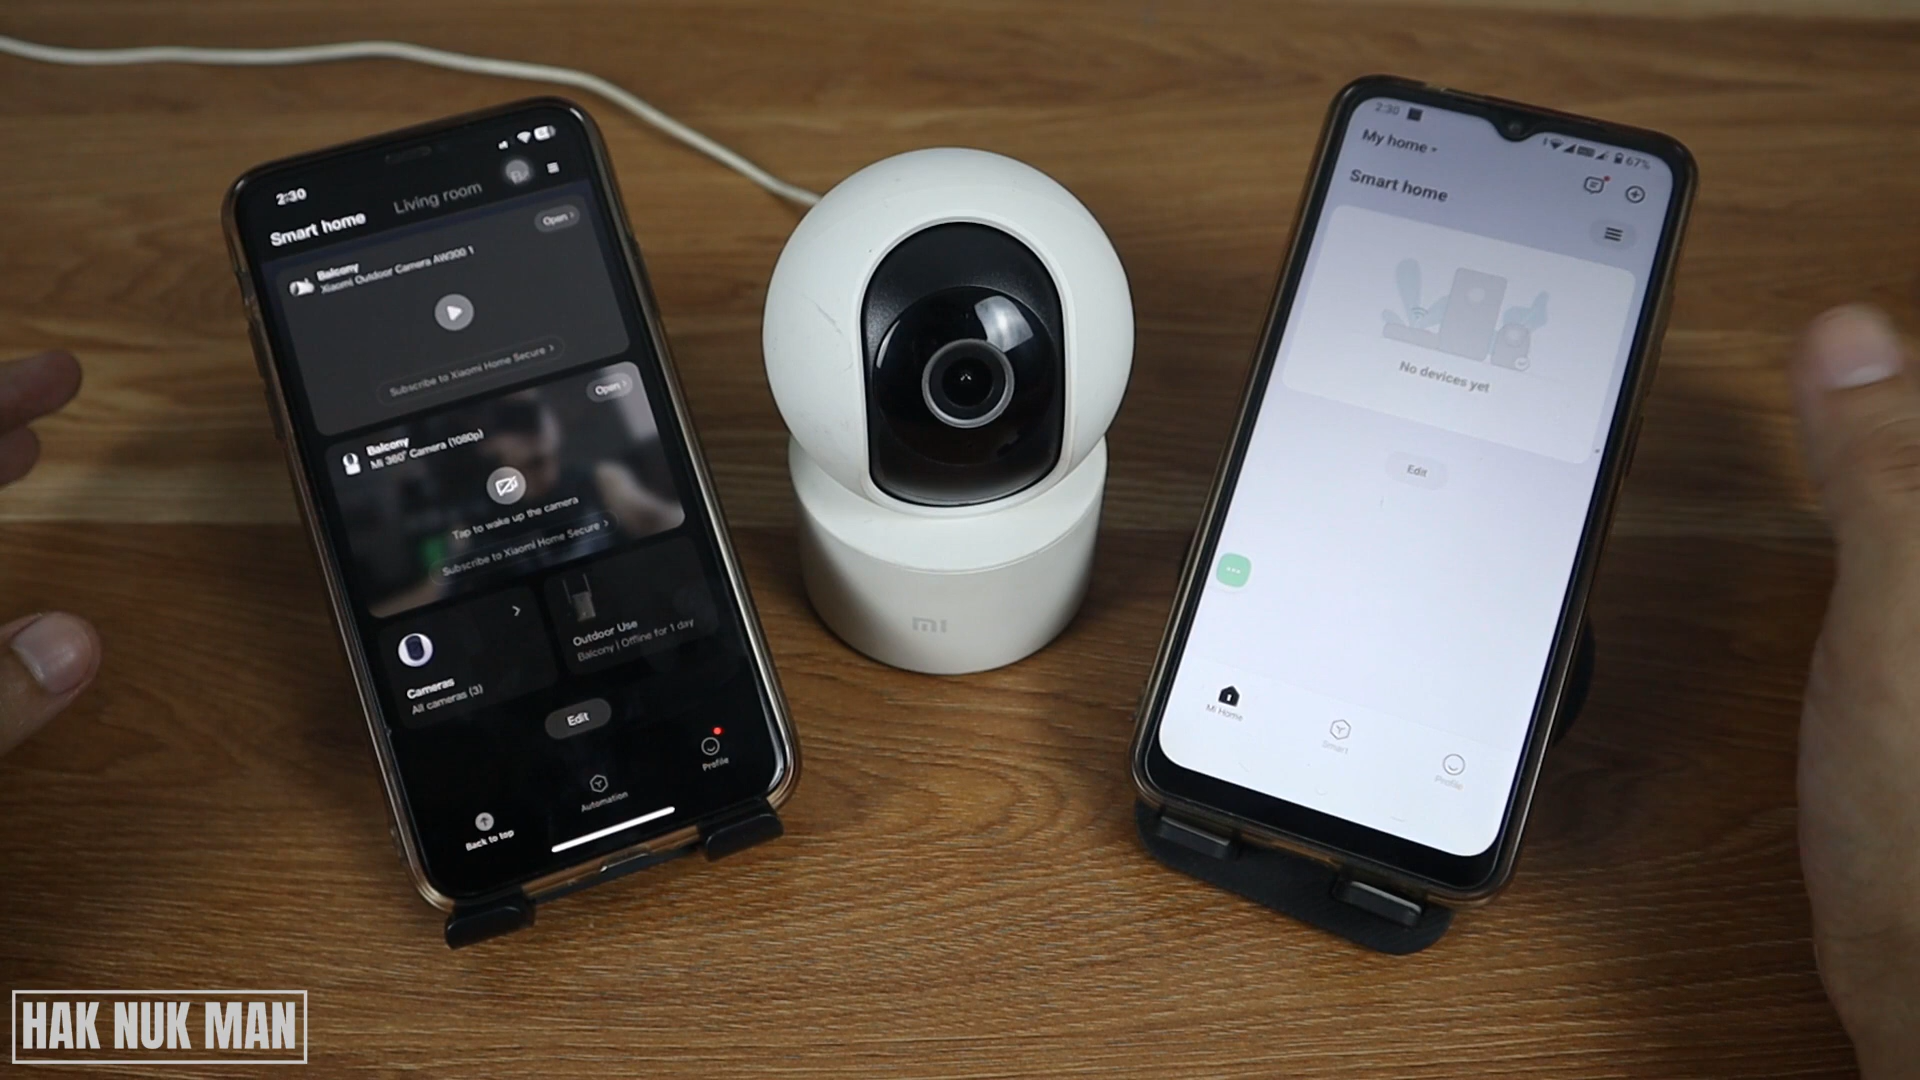 2:30
Smart home
Living room
Open
Balcony
Xiaomi Outdoor Camera AW300 1
Subscribe to Xiaomi Home Secure
Open
Balcony
Mi 360° Camera (1080p)
Tap to wake up the camera
Subscribe to Xiaomi Home Secure
Outdoor Use
Balcony | Offline for 1 day
Cameras
All cameras (3)
Edit
Back to top
Automation
Profile
mi
2:30
67%
My home
Smart home
No devices yet
Edit
Mi Home
Smart
Profile
HAK NUK MAN